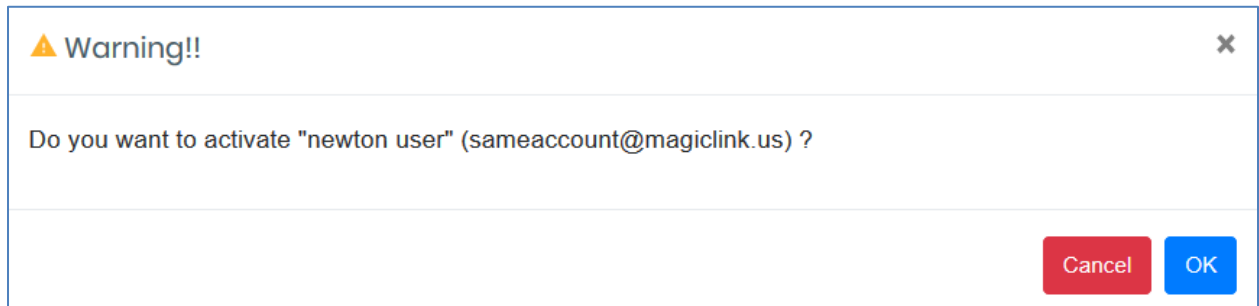 Warning!!
Do you want to activate "newton user" (sameaccount@magiclink.us) ?
Cancel OK